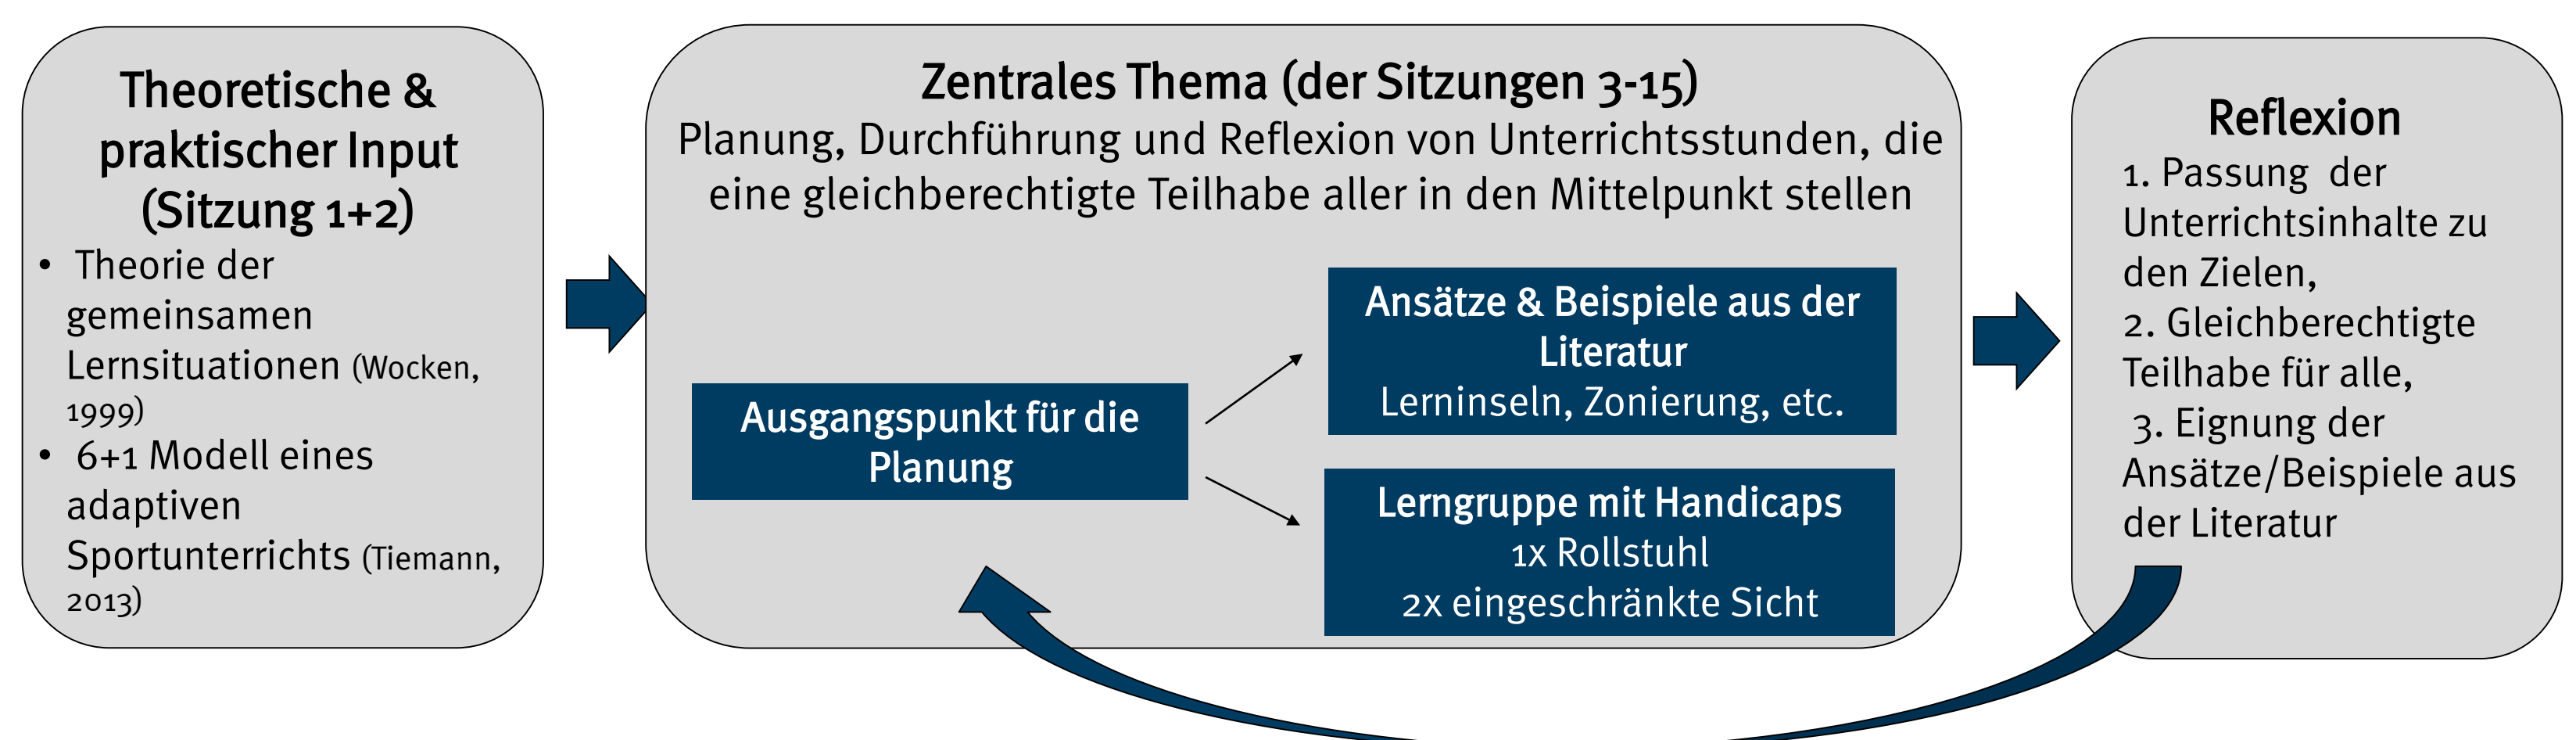 Theoretische &
praktischer Input
(Sitzung 1+2)
• Theorie der
gemeinsamen
Lernsituationen (Wocken,
1999)
• 6+1 Modell eines
adaptiven
Sportunterrichts (Tiemann,
2013)
Zentrales Thema (der Sitzungen 3-15)
Planung, Durchführung und Reflexion von Unterrichtsstunden, die
eine gleichberechtigte Teilhabe aller in den Mittelpunkt stellen
Ausgangspunkt für die
Planung
Ansätze & Beispiele aus der
Literatur
Lerninseln, Zonierung, etc.
Lerngruppe mit Handicaps
1x Rollstuhl
2x eingeschränkte Sicht
Reflexion
1. Passung der
Unterrichtsinhalte zu
den Zielen,
2. Gleichberechtigte
Teilhabe für alle,
3. Eignung der
Ansätze/Beispiele aus
der Literatur